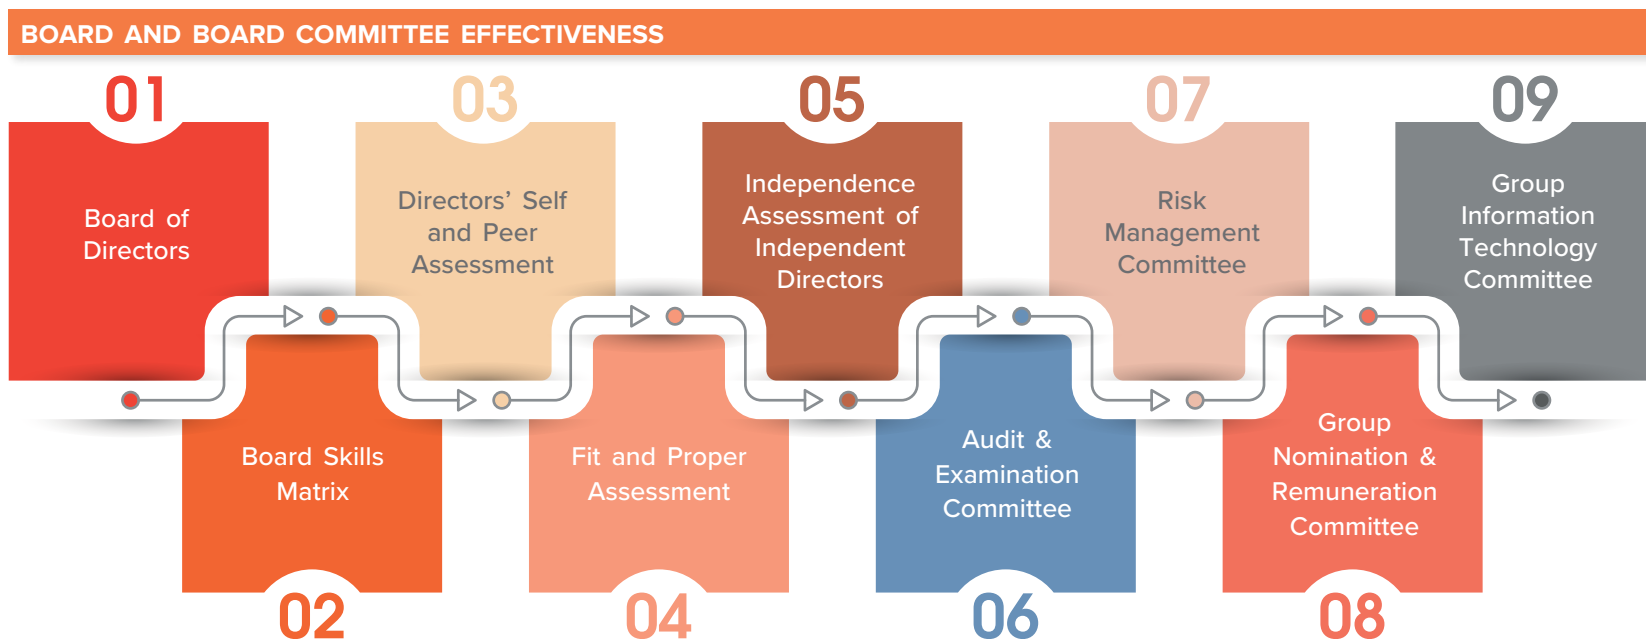 BOARD AND BOARD COMMITTEE EFFECTIVENESS
01
Board of
Directors
02
Board Skills
Matrix
03
Directors’ Self
and Peer
Assessment
04
Fit and Proper
Assessment
05
Independence
Assessment of
Independent
Directors
06
Audit &
Examination
Committee
07
Risk
Management
Committee
08
Group
Nomination &
Remuneration
Committee
09
Group
Information
Technology
Committee